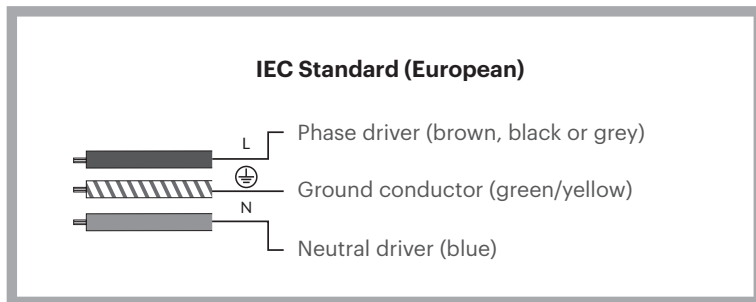 IEC Standard (European)
L
Phase driver (brown, black or grey)
Ground conductor (green/yellow)
N
Neutral driver (blue)